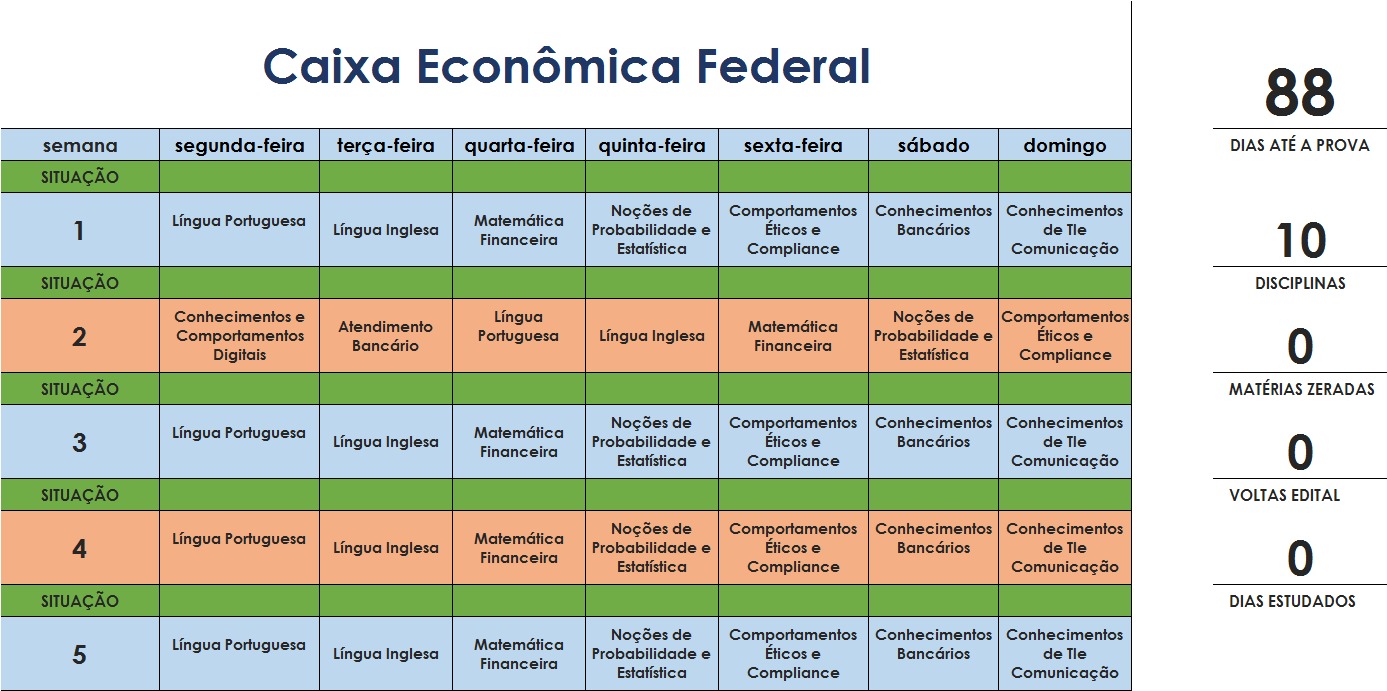 Caixa Econômica Federal
88
DIAS ATÉ A PROVA
semana segunda-feira terça-feira quarta-feira quinta-feira sexta-feira sábado domingo
SITUAÇÃO
1
Língua Portuguesa
Língua Inglesa
Matemática
Financeira
Noções de
Probabilidade e
Estatística
Comportamentos
Éticos e
Compliance
Conhecimentos
Bancários
Conhecimentos
de TIe
Comunicação
10
DISCIPLINAS
SITUAÇÃO
2
Conhecimentos e
Comportamentos
Digitais
Atendimento
Bancário
Língua
Portuguesa
Língua Inglesa
Matemática
Financeira
Noções de
Probabilidade e
Estatística
Comportamentos
Éticos e
Compliance
0
MATÉRIAS ZERADAS
SITUAÇÃO
3
Língua Portuguesa
Língua Inglesa
Matemática
Financeira
Noções de
Probabilidade e
Estatística
Comportamentos
Éticos e
Compliance
Conhecimentos
Bancários
Conhecimentos
de TIe
Comunicação
0
VOLTAS EDITAL
SITUAÇÃO
4
Língua Portuguesa
Língua Inglesa
Matemática
Financeira
Noções de
Probabilidade e
Estatística
Comportamentos
Éticos e
Compliance
Conhecimentos
Bancários
Conhecimentos
de TIe
Comunicação
0
DIAS ESTUDADOS
SITUAÇÃO
5
Língua Portuguesa
Língua Inglesa
Matemática
Financeira
Noções de
Probabilidade e
Estatística
Comportamentos
Éticos e
Compliance
Conhecimentos
Bancários
Conhecimentos
de TIe
Comunicação